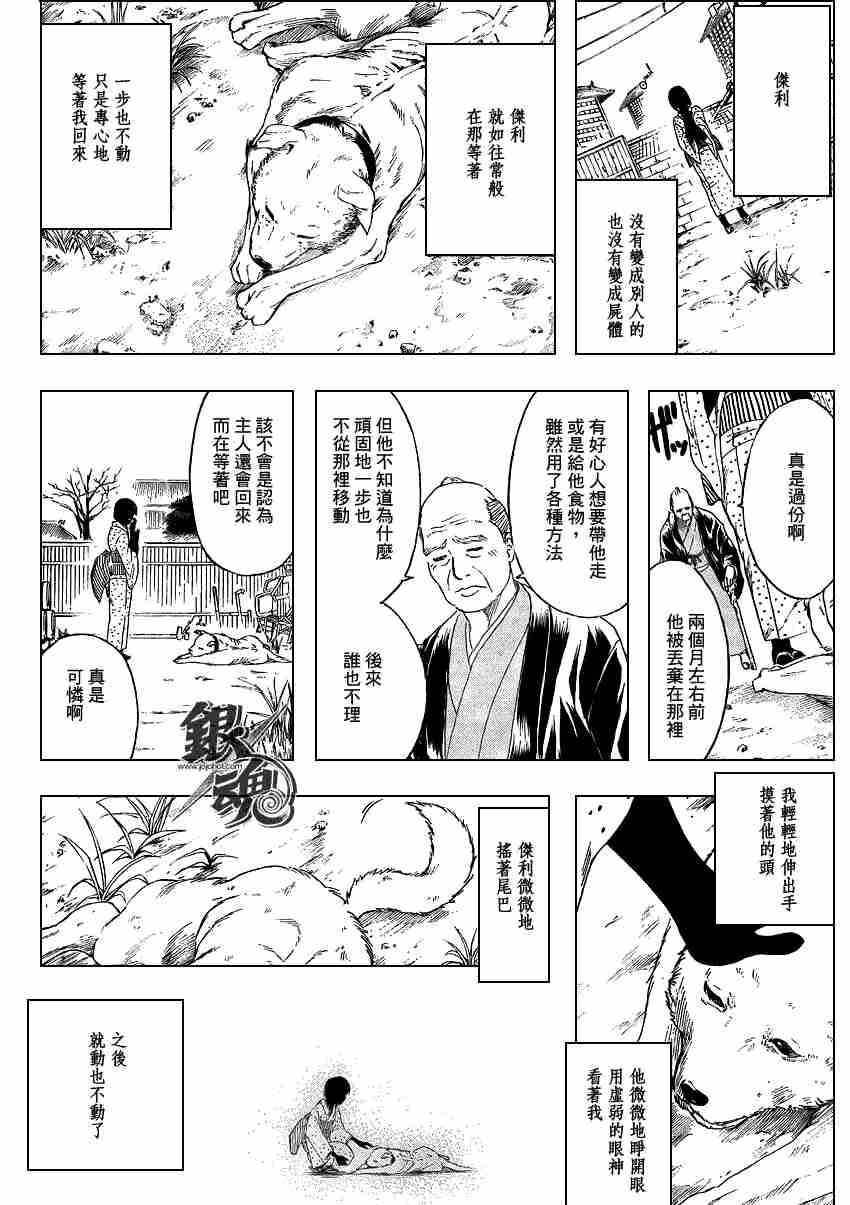 傑利
沒有變成別人的
也沒有變成屍體
傑利
就如往常般
在那等著
一步也不動
只是專心地
等著我回來
真是過份啊
ザッ
兩個月左右前
他被丟棄在那裡
有好心人想要帶他走
或是給他食物，
雖然用了各種方法
但他不知道為什麼
頑固地一步也
不從那裡移動
後來
誰也不理
該不會是認為
主人還會回來
而在等著吧
真是
可憐啊
銀魂
www.jojohot.com
我輕輕地伸出手
摸著他的頭
他微微地睜開眼
用虛弱的眼神
看著我
傑利微微地
搖著尾巴
之後
就動也不動了